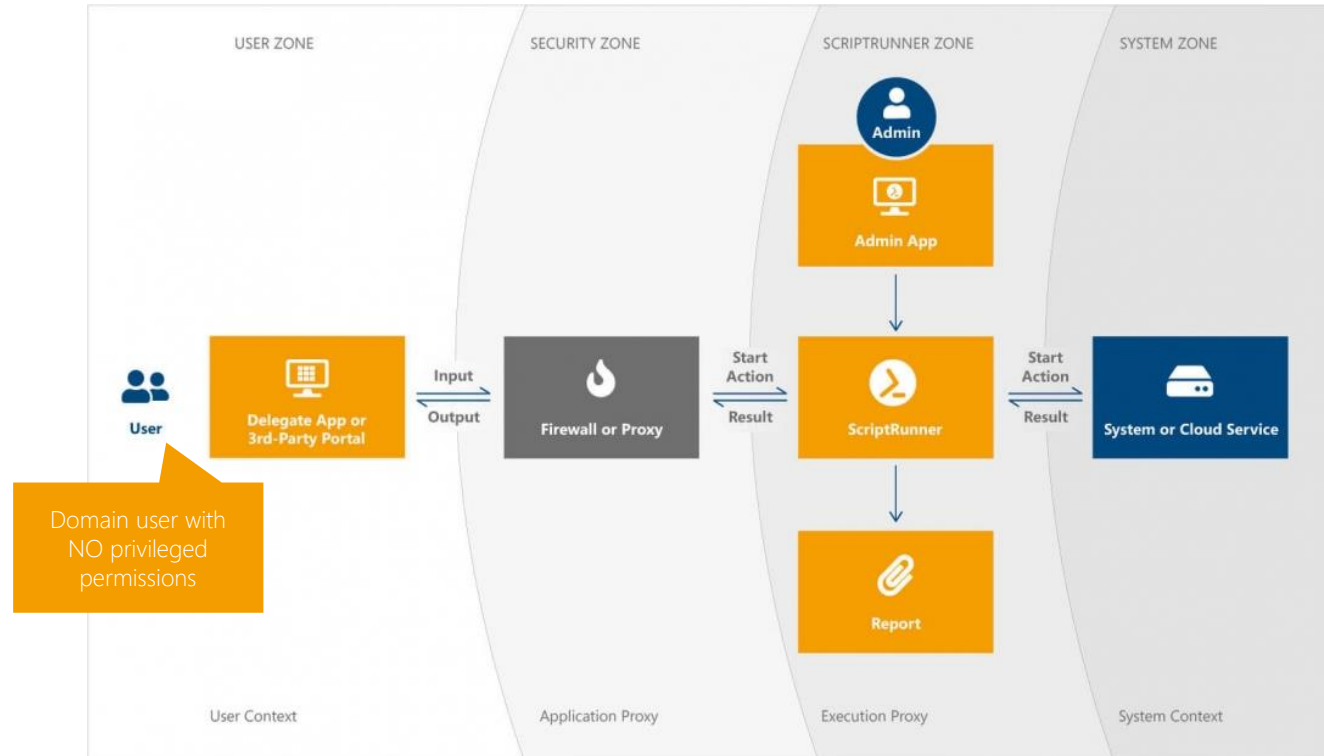 USER ZONE
SECURITY ZONE
SCRIPTRUNNER ZONE
SYSTEM ZONE
Admin
Admin App
User
Delegate App or
3rd-Party Portal
Input
Output
Firewall or Proxy
Start
Action
Result
ScriptRunner
Start
Action
Result
System or Cloud Service
Domain user with
NO privileged
permissions
Report
User Context
Application Proxy
Execution Proxy
System Context